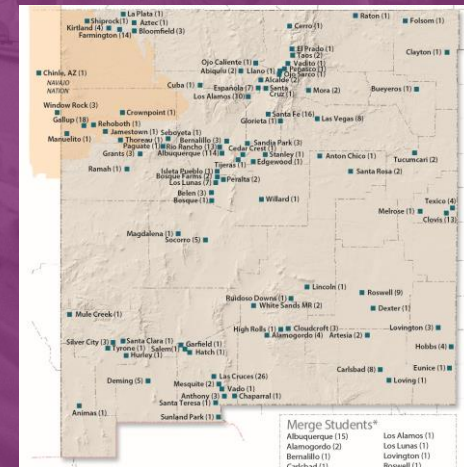 La Plata (1)
Raton (1)
Folsom (1)
Shiprock (1)
Aztec (1)
Kirtland (4)
Bloomfield (3)
Cerro (1)
Farmington (14)
El Prado (1)
Taos (2)
Clayton (1)
Ojo Caliente (1)
Vadito (1)
Abiquíu (2)
Llano (1)
Peñasco (1)
Ojo Sarco (1)
Chinle, AZ (1)
NAVAJO
NATION
Alcalde (2)
Cuba (1)
Española (7)
Santa
Cruz (1)
Mora (2)
Bueyeros (1)
Los Alamos (10)
Window Rock (3)
Crownpoint (1)
Santa Fe (16)
Gallup (18)
Glorieta (1)
Las Vegas (8)
Rehoboth (1)
Jamestown (1)
Seboyeta (1)
Manuelito (1)
Thoreau (1)
Bernalillo (3)
Sandia Park (3)
Paguate (1)
Rio Rancho (13)
Cedar Crest (1)
Grants (3)
Albuquerque (114)
Stanley (1)
Anton Chico (1)
Tucumcari (2)
Tijeras (1)
Edgewood (1)
Ramah (1)
Isleta Pueblo (1)
Santa Rosa (2)
Bosque Farms (2)
Peralta (2)
Los Lunas (7)
Belen (3)
Willard (1)
Texico (4)
Bosque (1)
Melrose (1)
Clovis (13)
Magdalena (1)
Socorro (5)
Lincoln (1)
Ruidoso Downs (1)
Roswell (9)
White Sands MR (2)
Mule Creek (1)
Dexter (1)
High Rolls (1)
Cloudcroft (3)
Lovington (3)
Alamogordo (4)
Artesia (2)
Silver City (3)
Santa Clara (1)
Garfield (1)
Tyrone (1)
Salem (1)
Hatch (1)
Hobbs (4)
Hurley (1)
Las Cruces (26)
Carlsbad (8)
Eunice (1)
Deming (5)
Mesquite (2)
Loving (1)
Vado (1)
Anthony (3)
Chaparral (1)
Animas (1)
Santa Teresa (1)
Sunland Park (1)
Merge Students*
Albuquerque (15)
Los Alamos (1)
Alamogordo (2)
Los Lunas (1)
Bernalillo (1)
Lovington (1)
Carlsbad (1)
Roswell (1)